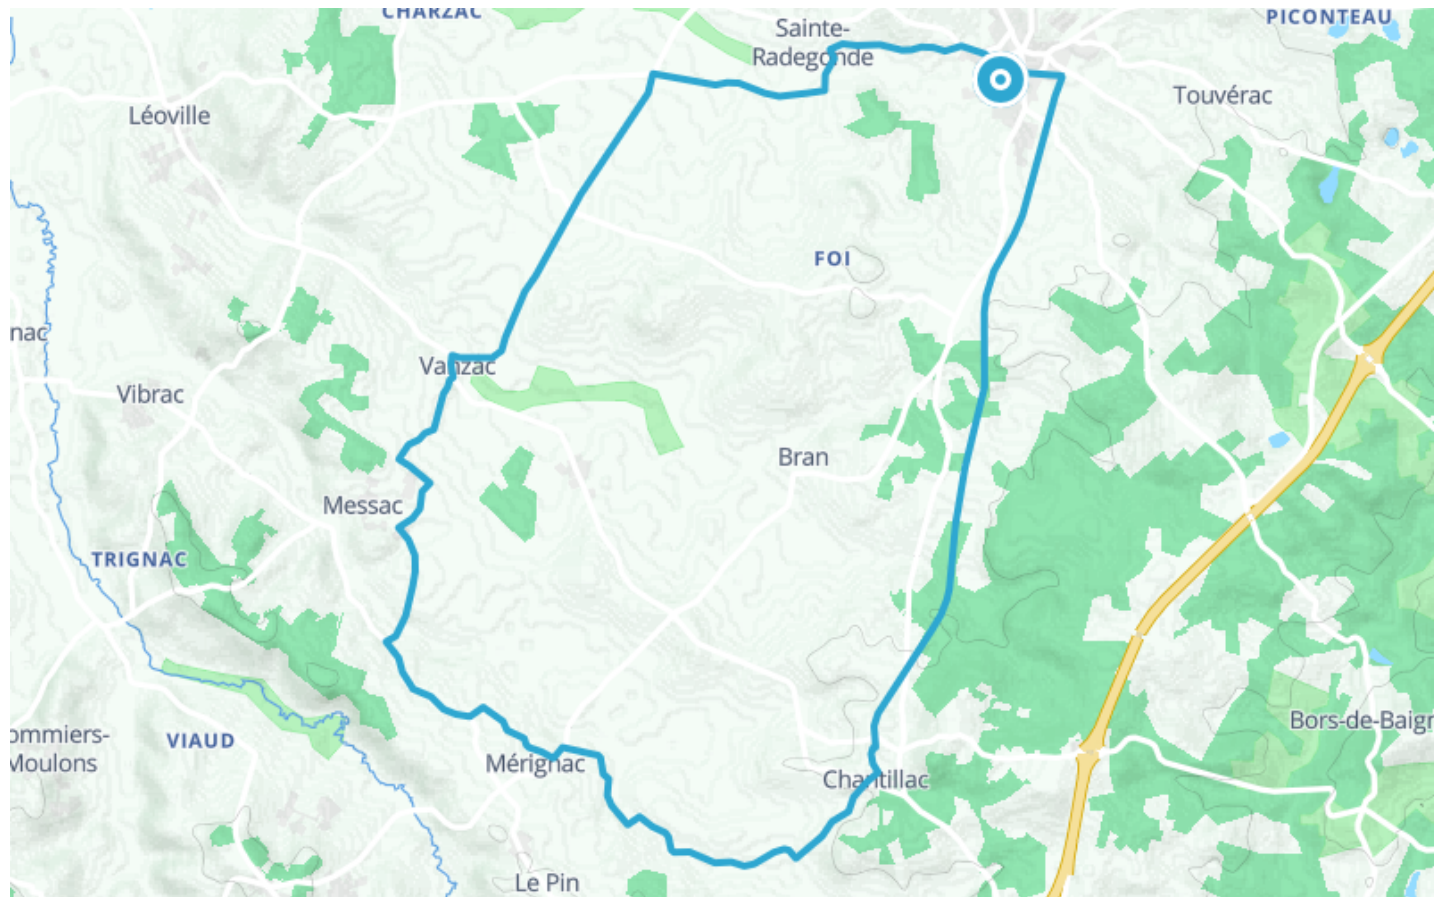 CHARZAC
PICONTEAU
Sainte-
Radegonde
Touvérac
Léoville
FOI
nac
Vanzac
Vibrac
Bran
Messac
TRIGNAC
ommiers-
Moulons
VIAUD
Bors-de-Baign
Mérignac
Chantillac
Le Pin